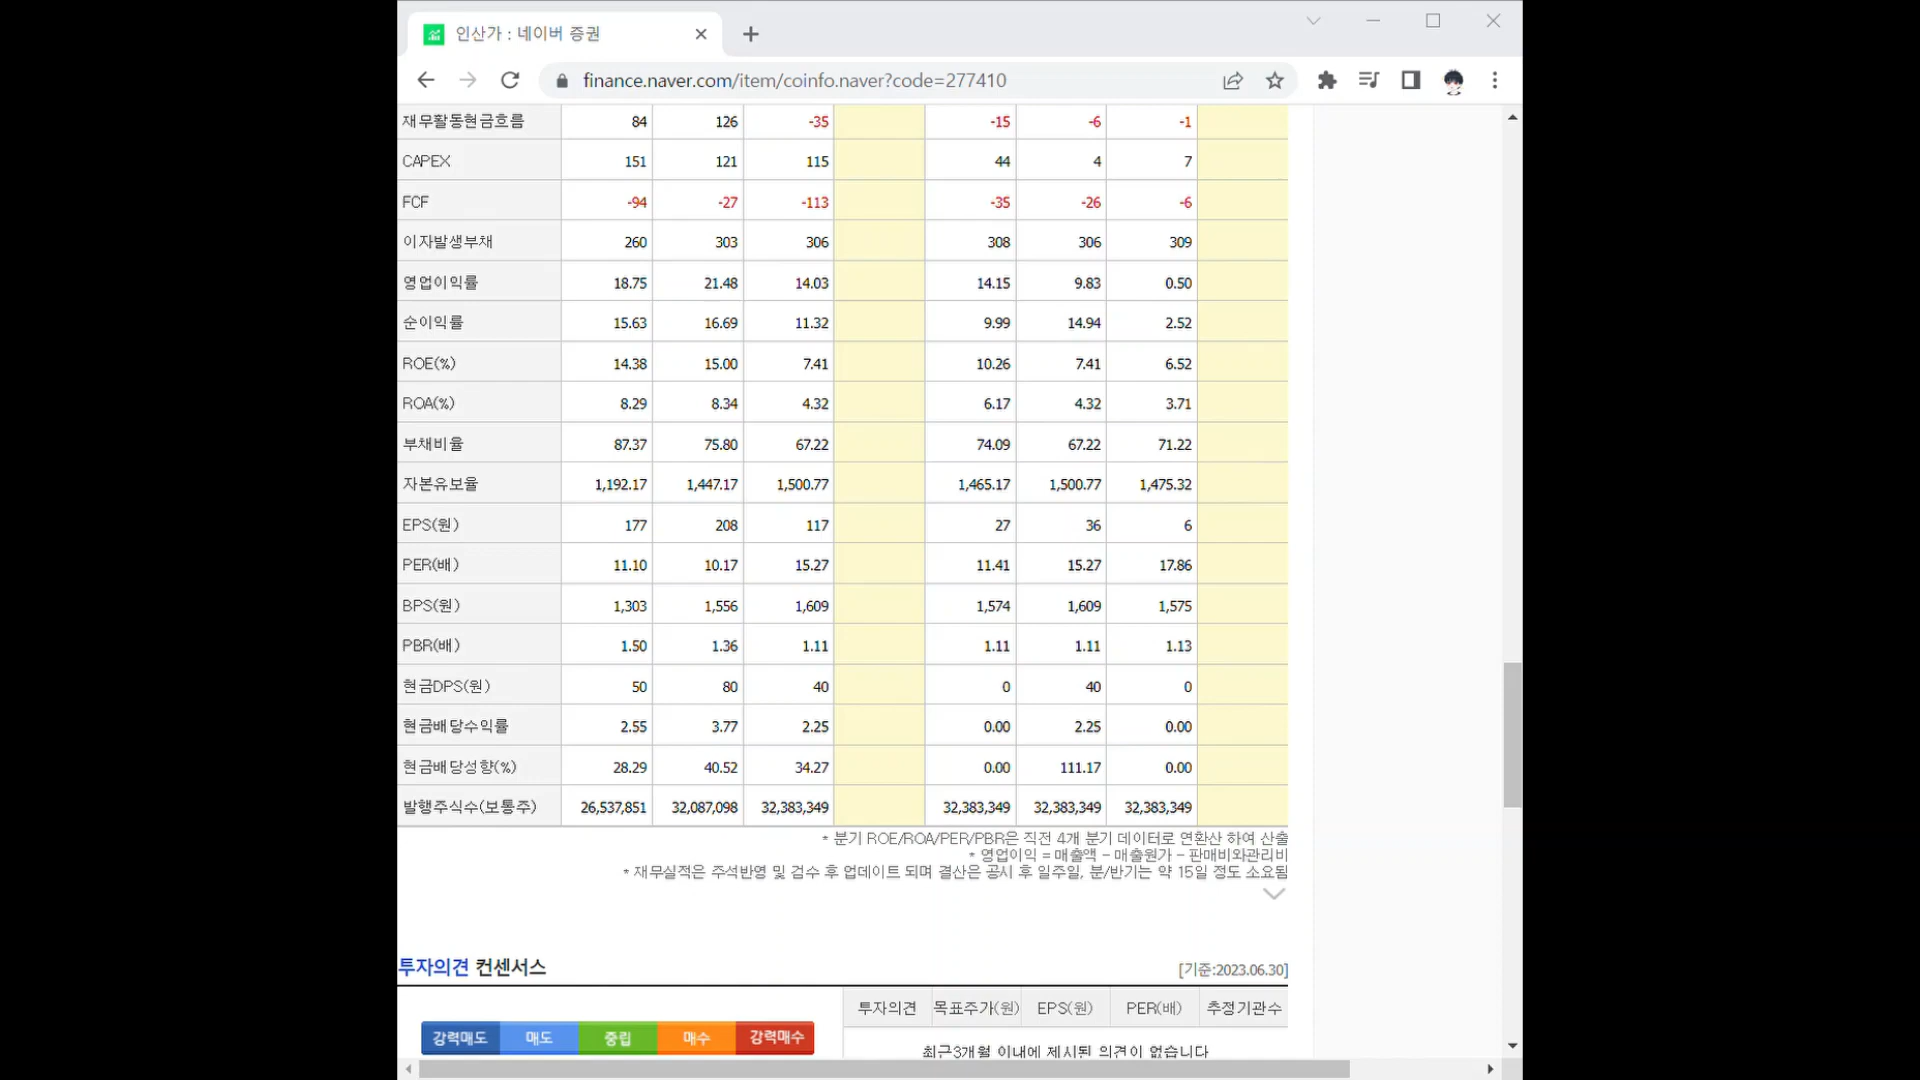 인산가 : 네이버 증권
finance.naver.com/item/coinfo.naver?code=277410
재무활동현금흐름 84 126 -35 -15 -6 -1
CAPEX 151 121 115 44 4 7
FCF -94 -27 -113 -35 -26 -6
이자발생부채 260 303 306 308 306 309
영업이익률 18.75 21.48 14.03 14.15 9.83 0.50
순이익률 15.63 16.69 11.32 9.99 14.94 2.52
ROE(%) 14.38 15.00 7.41 10.26 7.41 6.52
ROA(%) 8.29 8.34 4.32 6.17 4.32 3.71
부채비율 87.37 75.80 67.22 74.09 67.22 71.22
자본유보율 1,192.17 1,447.17 1,500.77 1,465.17 1,500.77 1,475.32
EPS(원) 177 208 117 27 36 6
PER(배) 11.10 10.17 15.27 11.41 15.27 17.86
BPS(원) 1,303 1,556 1,609 1,574 1,609 1,575
PBR(배) 1.50 1.36 1.11 1.11 1.11 1.13
현금DPS(원) 50 80 40 0 40 0
현금배당수익률 2.55 3.77 2.25 0.00 2.25 0.00
현금배당성향(%) 28.29 40.52 34.27 0.00 111.17 0.00
발행주식수(보통주) 26,537,851 32,087,098 32,383,349 32,383,349 32,383,349 32,383,349
* 분기 ROE/ROA/PER/PBR은 직전 4개 분기 데이터로 연환산 하여 산출
* 영업이익 = 매출액 - 매출원가 - 판매비와관리비
* 재무실적은 주석반영 및 검수 후 업데이트 되며 결산은 공시 후 일주일, 분/반기는 약 15일 정도 소요됨
투자의견 컨센서스 [기준:2023.06.30]
투자의견 목표주가(원) EPS(원) PER(배) 추정기관수
강력매도 매도 중립 매수 강력매수
최근3개월 이내에 제시된 의견이 없습니다